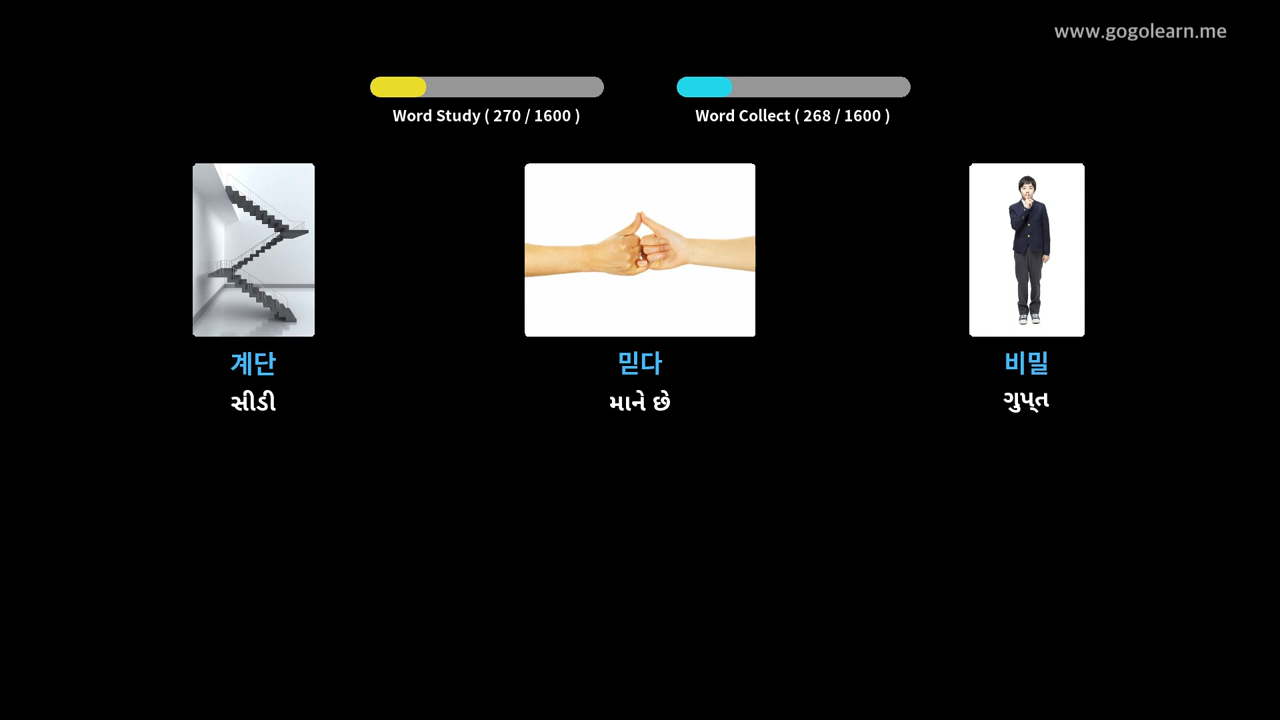 www.gogolearn.me
Word Study ( 270 / 1600 )
Word Collect ( 268 / 1600 )
계단
믿다
비밀
સીડી
માને છે
ગુપ્ત